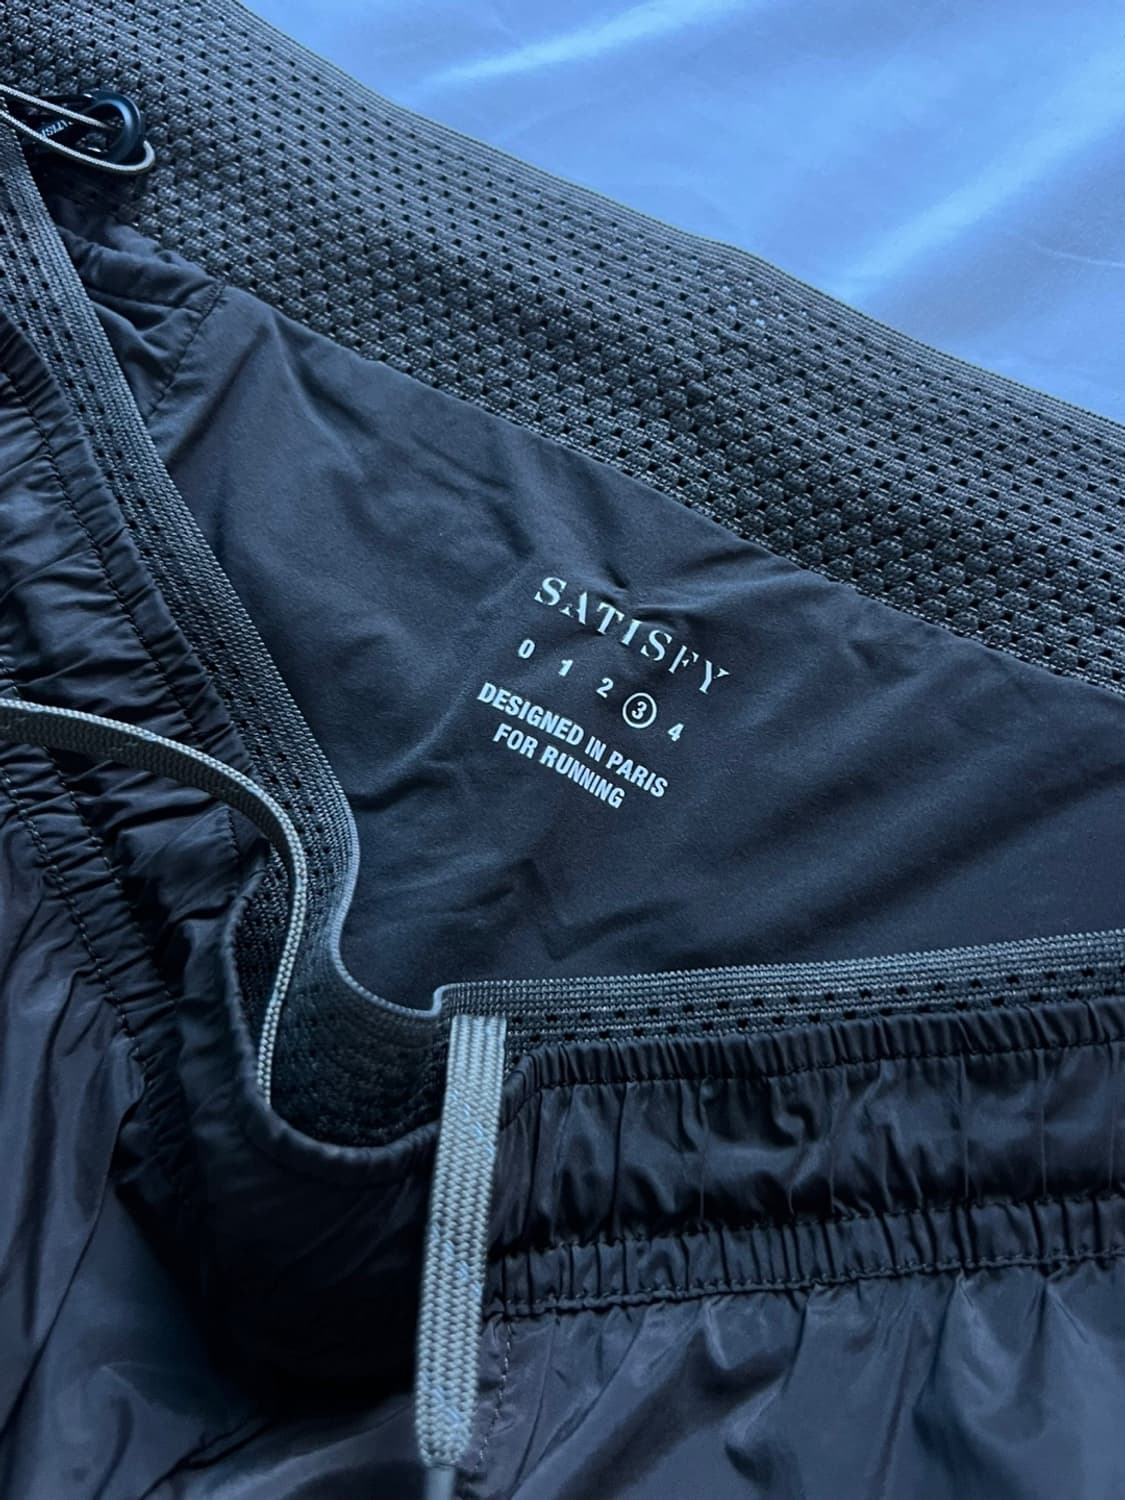 SATISFY
0 1 2 3 4
DESIGNED IN PARIS
FOR RUNNING